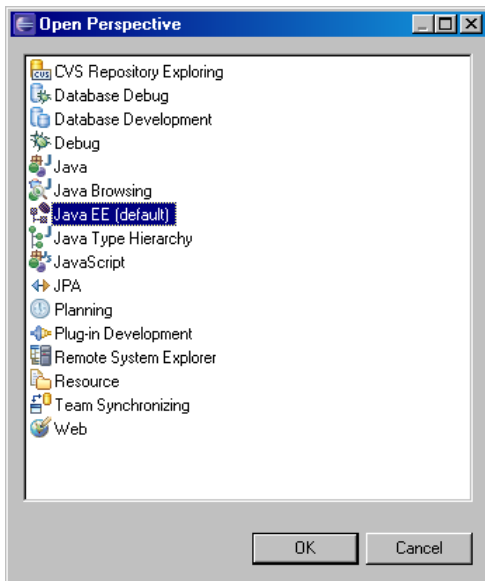 Open Perspective
CVS Repository Exploring
Database Debug
Database Development
Debug
Java
Java Browsing
Java EE (default)
Java Type Hierarchy
JavaScript
JPA
Planning
Plug-in Development
Remote System Explorer
Resource
Team Synchronizing
Web
OK Cancel